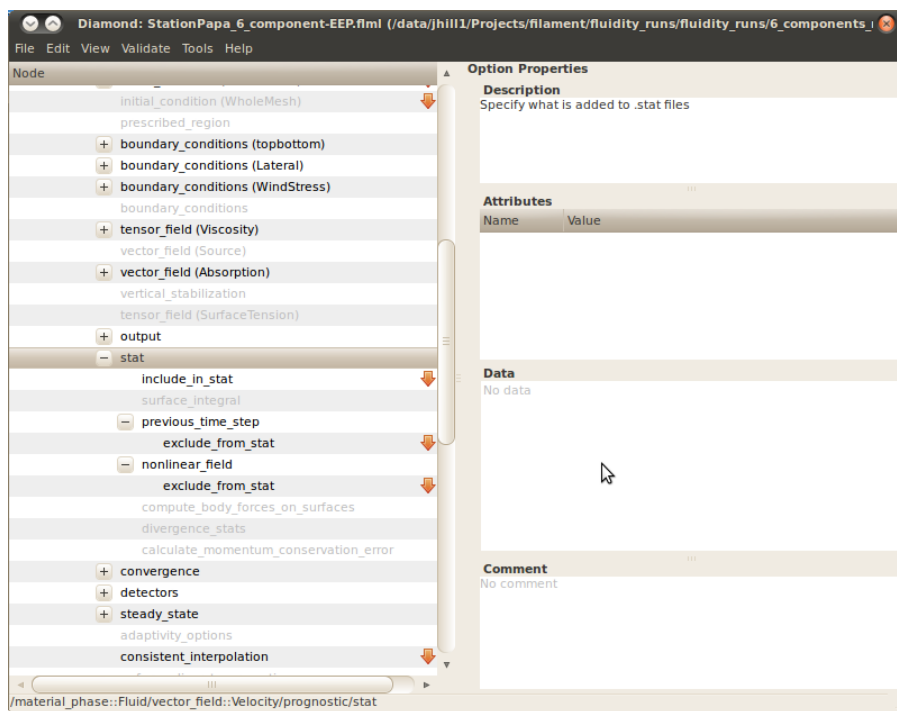 Diamond: StationPapa_6_component-EEP.flml (/data/jhill1/Projects/filament/fluidity_runs/fluidity_runs/6_components_
File Edit View Validate Tools Help
Node
initial_condition (WholeMesh)
prescribed_region
boundary_conditions (topbottom)
boundary_conditions (Lateral)
boundary_conditions (WindStress)
boundary_conditions
tensor_field (Viscosity)
vector_field (Source)
vector_field (Absorption)
vertical_stabilization
tensor_field (SurfaceTension)
output
stat
include_in_stat
surface_integral
previous_time_step
exclude_from_stat
nonlinear_field
exclude_from_stat
compute_body_forces_on_surfaces
divergence_stats
calculate_momentum_conservation_error
convergence
detectors
steady_state
adaptivity_options
consistent_interpolation
Option Properties
Description
Specify what is added to .stat files
Attributes
Name Value
Data
No data
Comment
No comment
/material_phase::Fluid/vector_field::Velocity/prognostic/stat